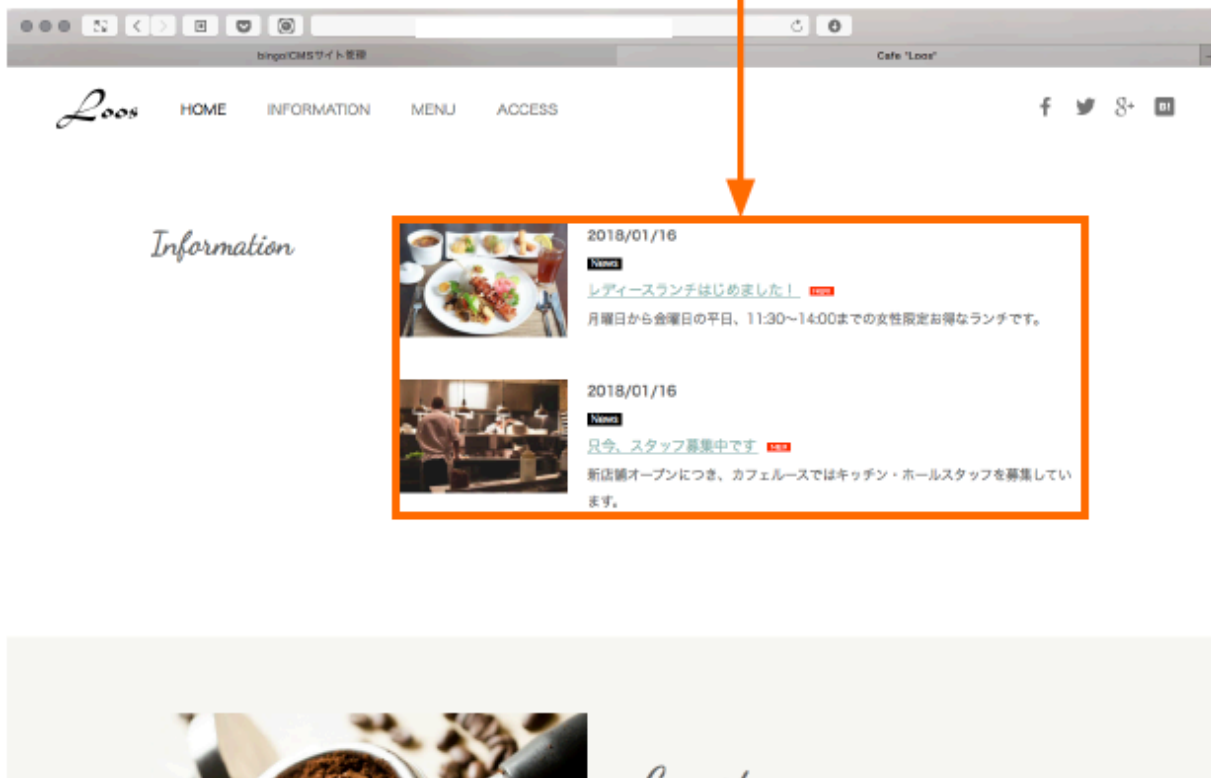 bingo!CMSサイト管理
Cafe "Loos"
Loos HOME INFORMATION MENU ACCESS
f 8+ B!
Information
2018/01/16
News
レディースランチはじめました！ new
月曜日から金曜日の平日、11:30〜14:00までの女性限定お得なランチです。
2018/01/16
News
只今、スタッフ募集中です new
新店舗オープンにつき、カフェルースではキッチン・ホールスタッフを募集してい
ます。